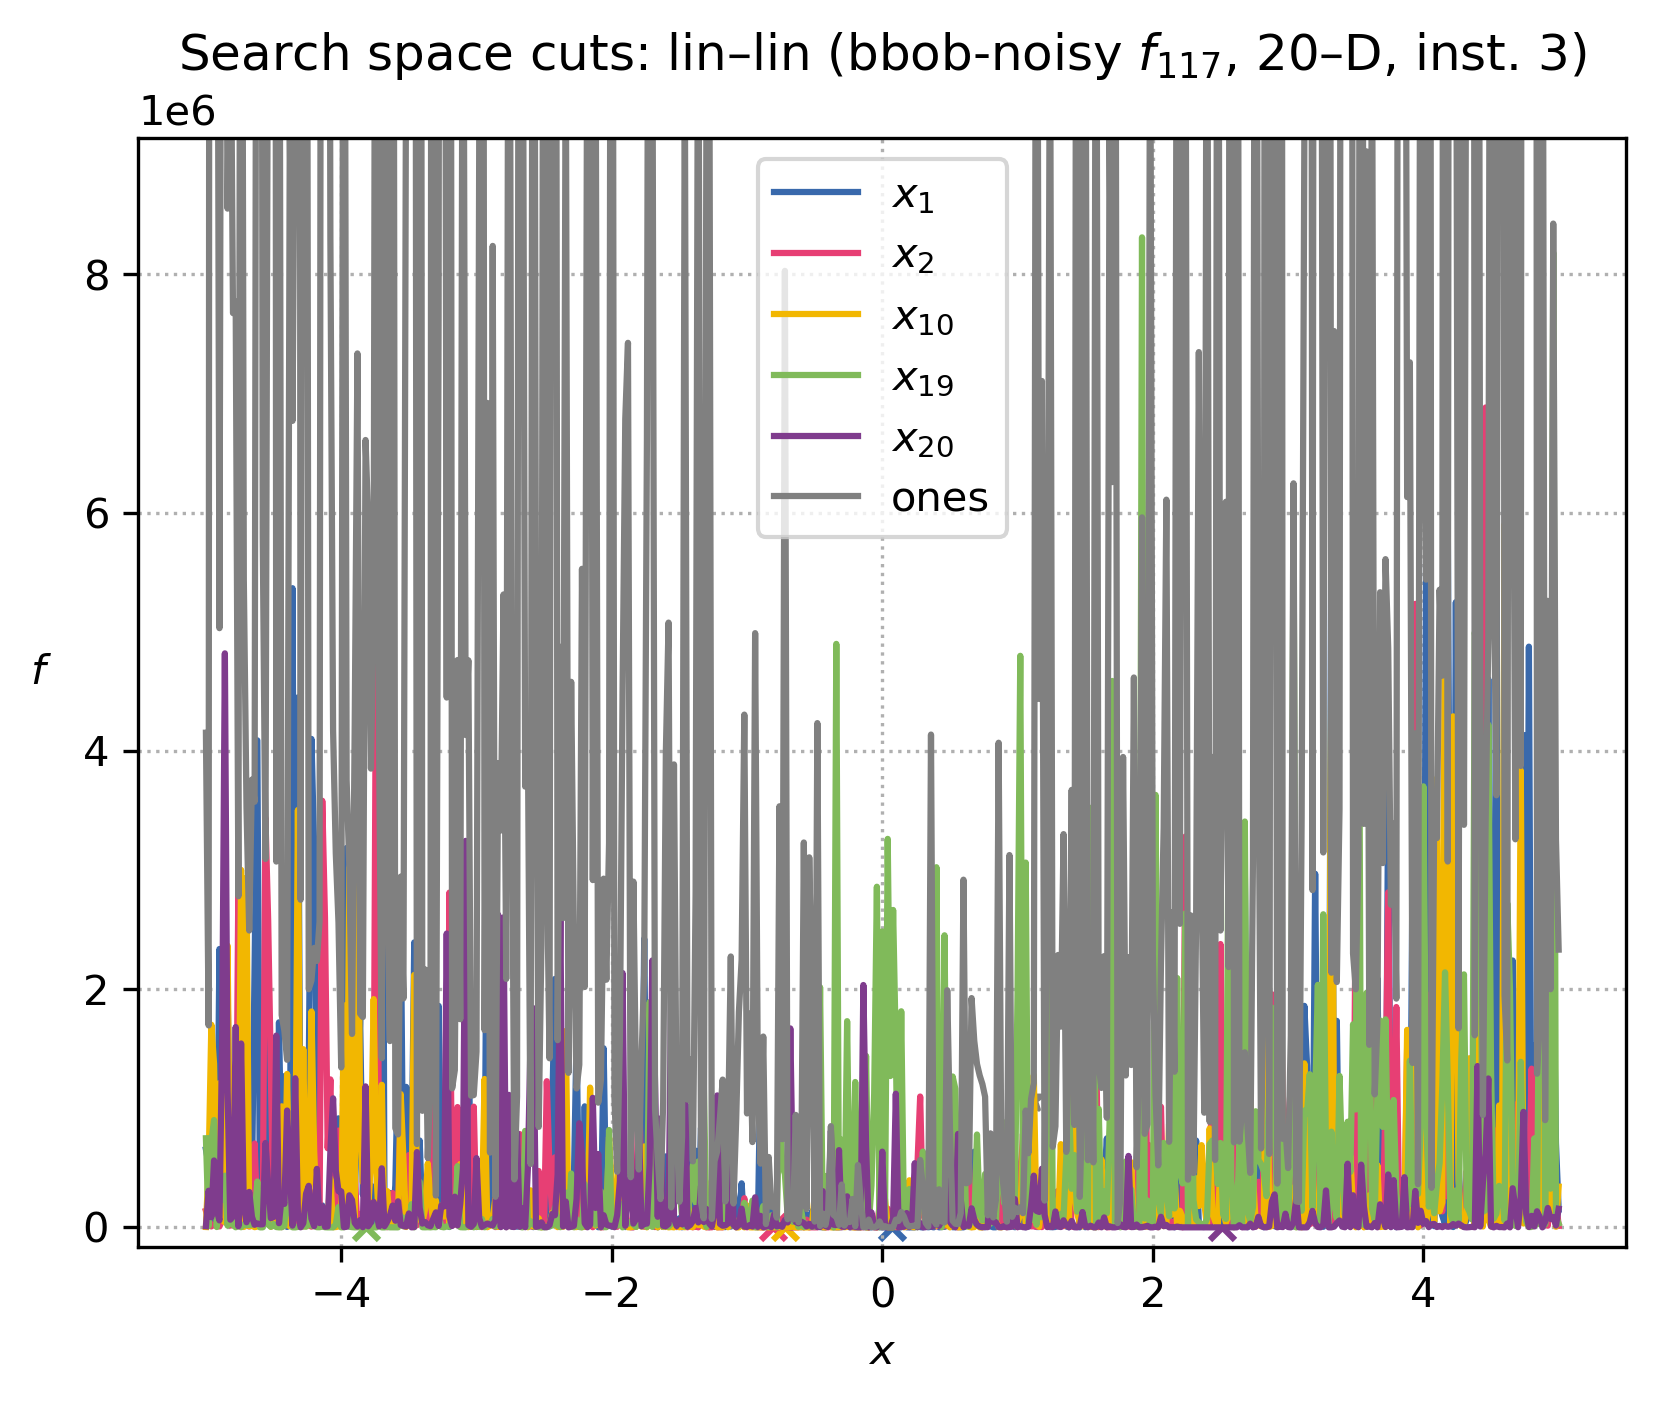 Search space cuts: lin–lin (bbob-noisy f₁₁₇, 20–D, inst. 3)
1e6
8
6
4
2
0
f
x₁
x₂
x₁₀
x₁₉
x₂₀
ones
−4
−2
0
2
4
x